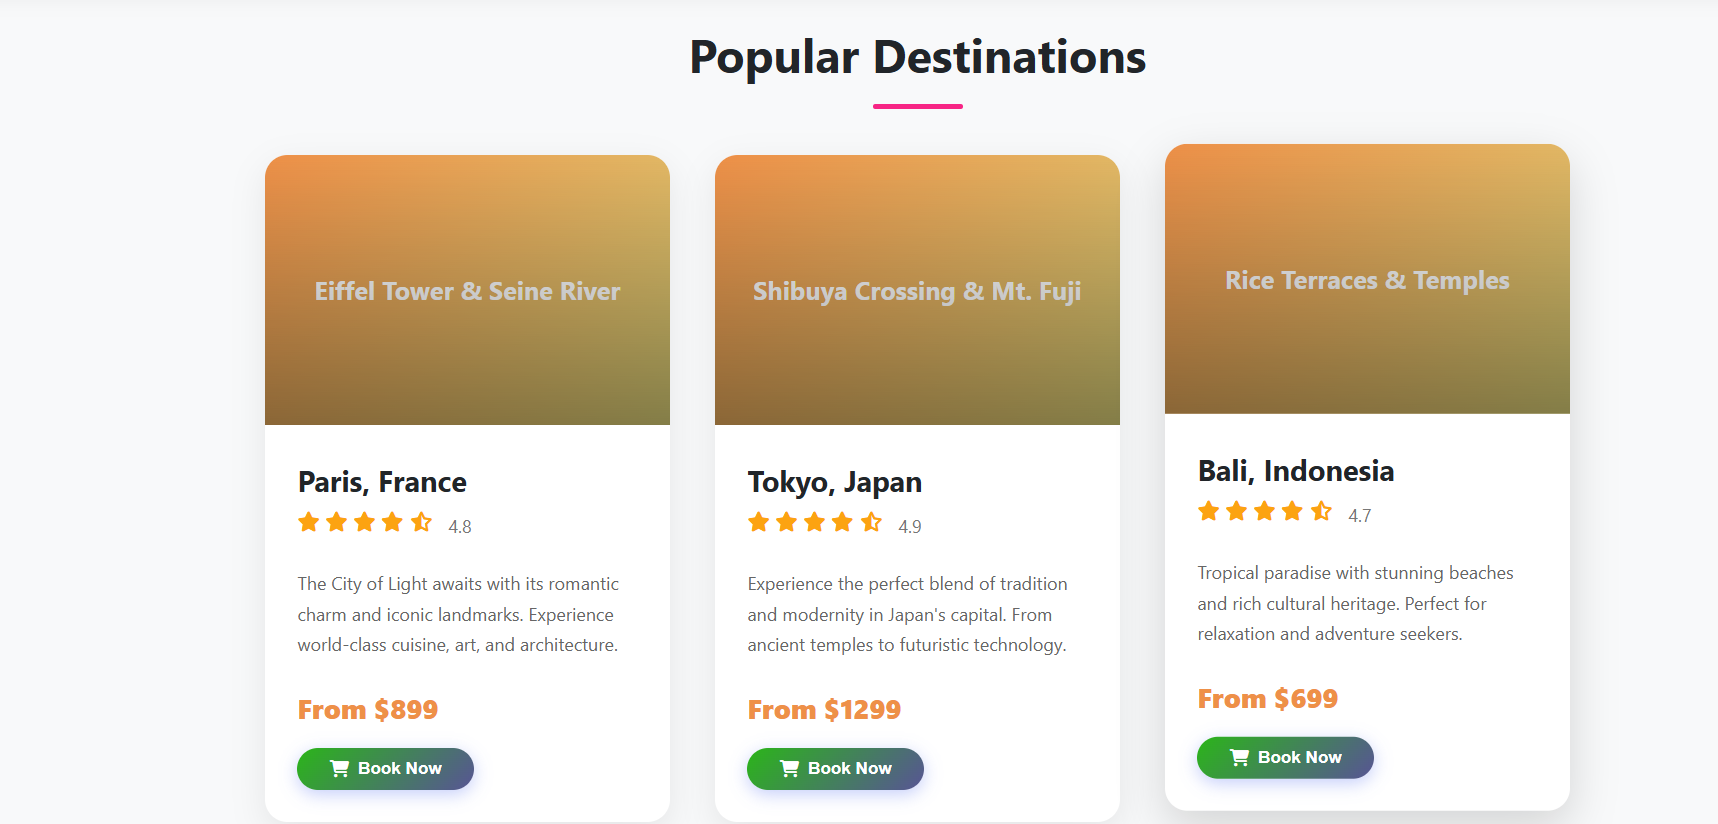 Popular Destinations
Eiffel Tower & Seine River
Paris, France
4.8
The City of Light awaits with its romantic
charm and iconic landmarks. Experience
world-class cuisine, art, and architecture.
From $899
Book Now
Shibuya Crossing & Mt. Fuji
Tokyo, Japan
4.9
Experience the perfect blend of tradition
and modernity in Japan's capital. From
ancient temples to futuristic technology.
From $1299
Book Now
Rice Terraces & Temples
Bali, Indonesia
4.7
Tropical paradise with stunning beaches
and rich cultural heritage. Perfect for
relaxation and adventure seekers.
From $699
Book Now